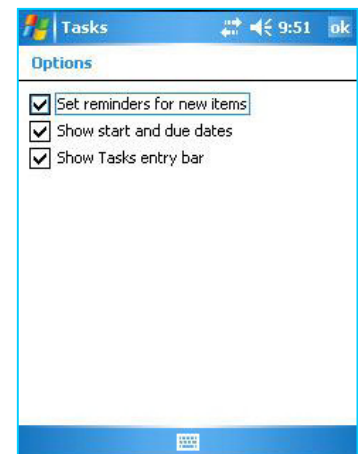 Tasks 9:51 ok
Options
Set reminders for new items
Show start and due dates
Show Tasks entry bar